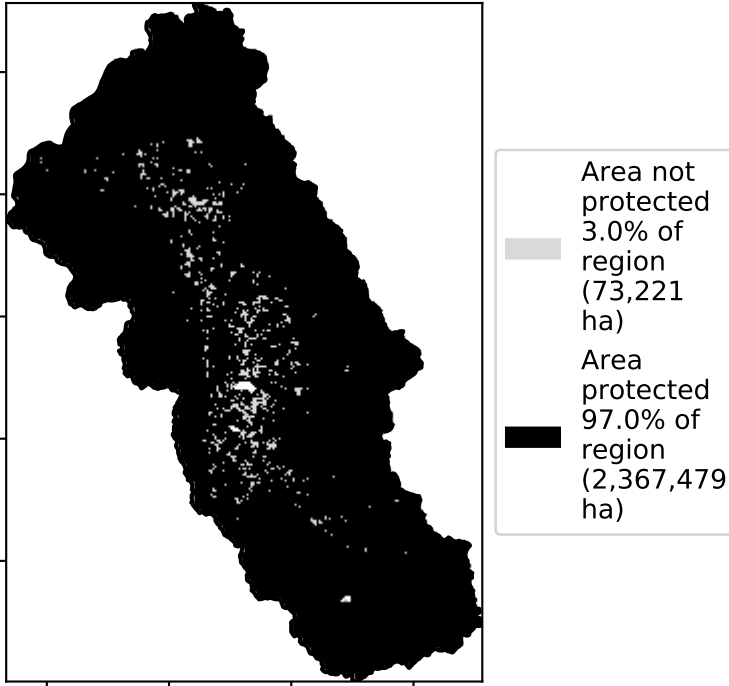 Area not
protected
3.0% of
region
(73,221
ha)
Area
protected
97.0% of
region
(2,367,479
ha)